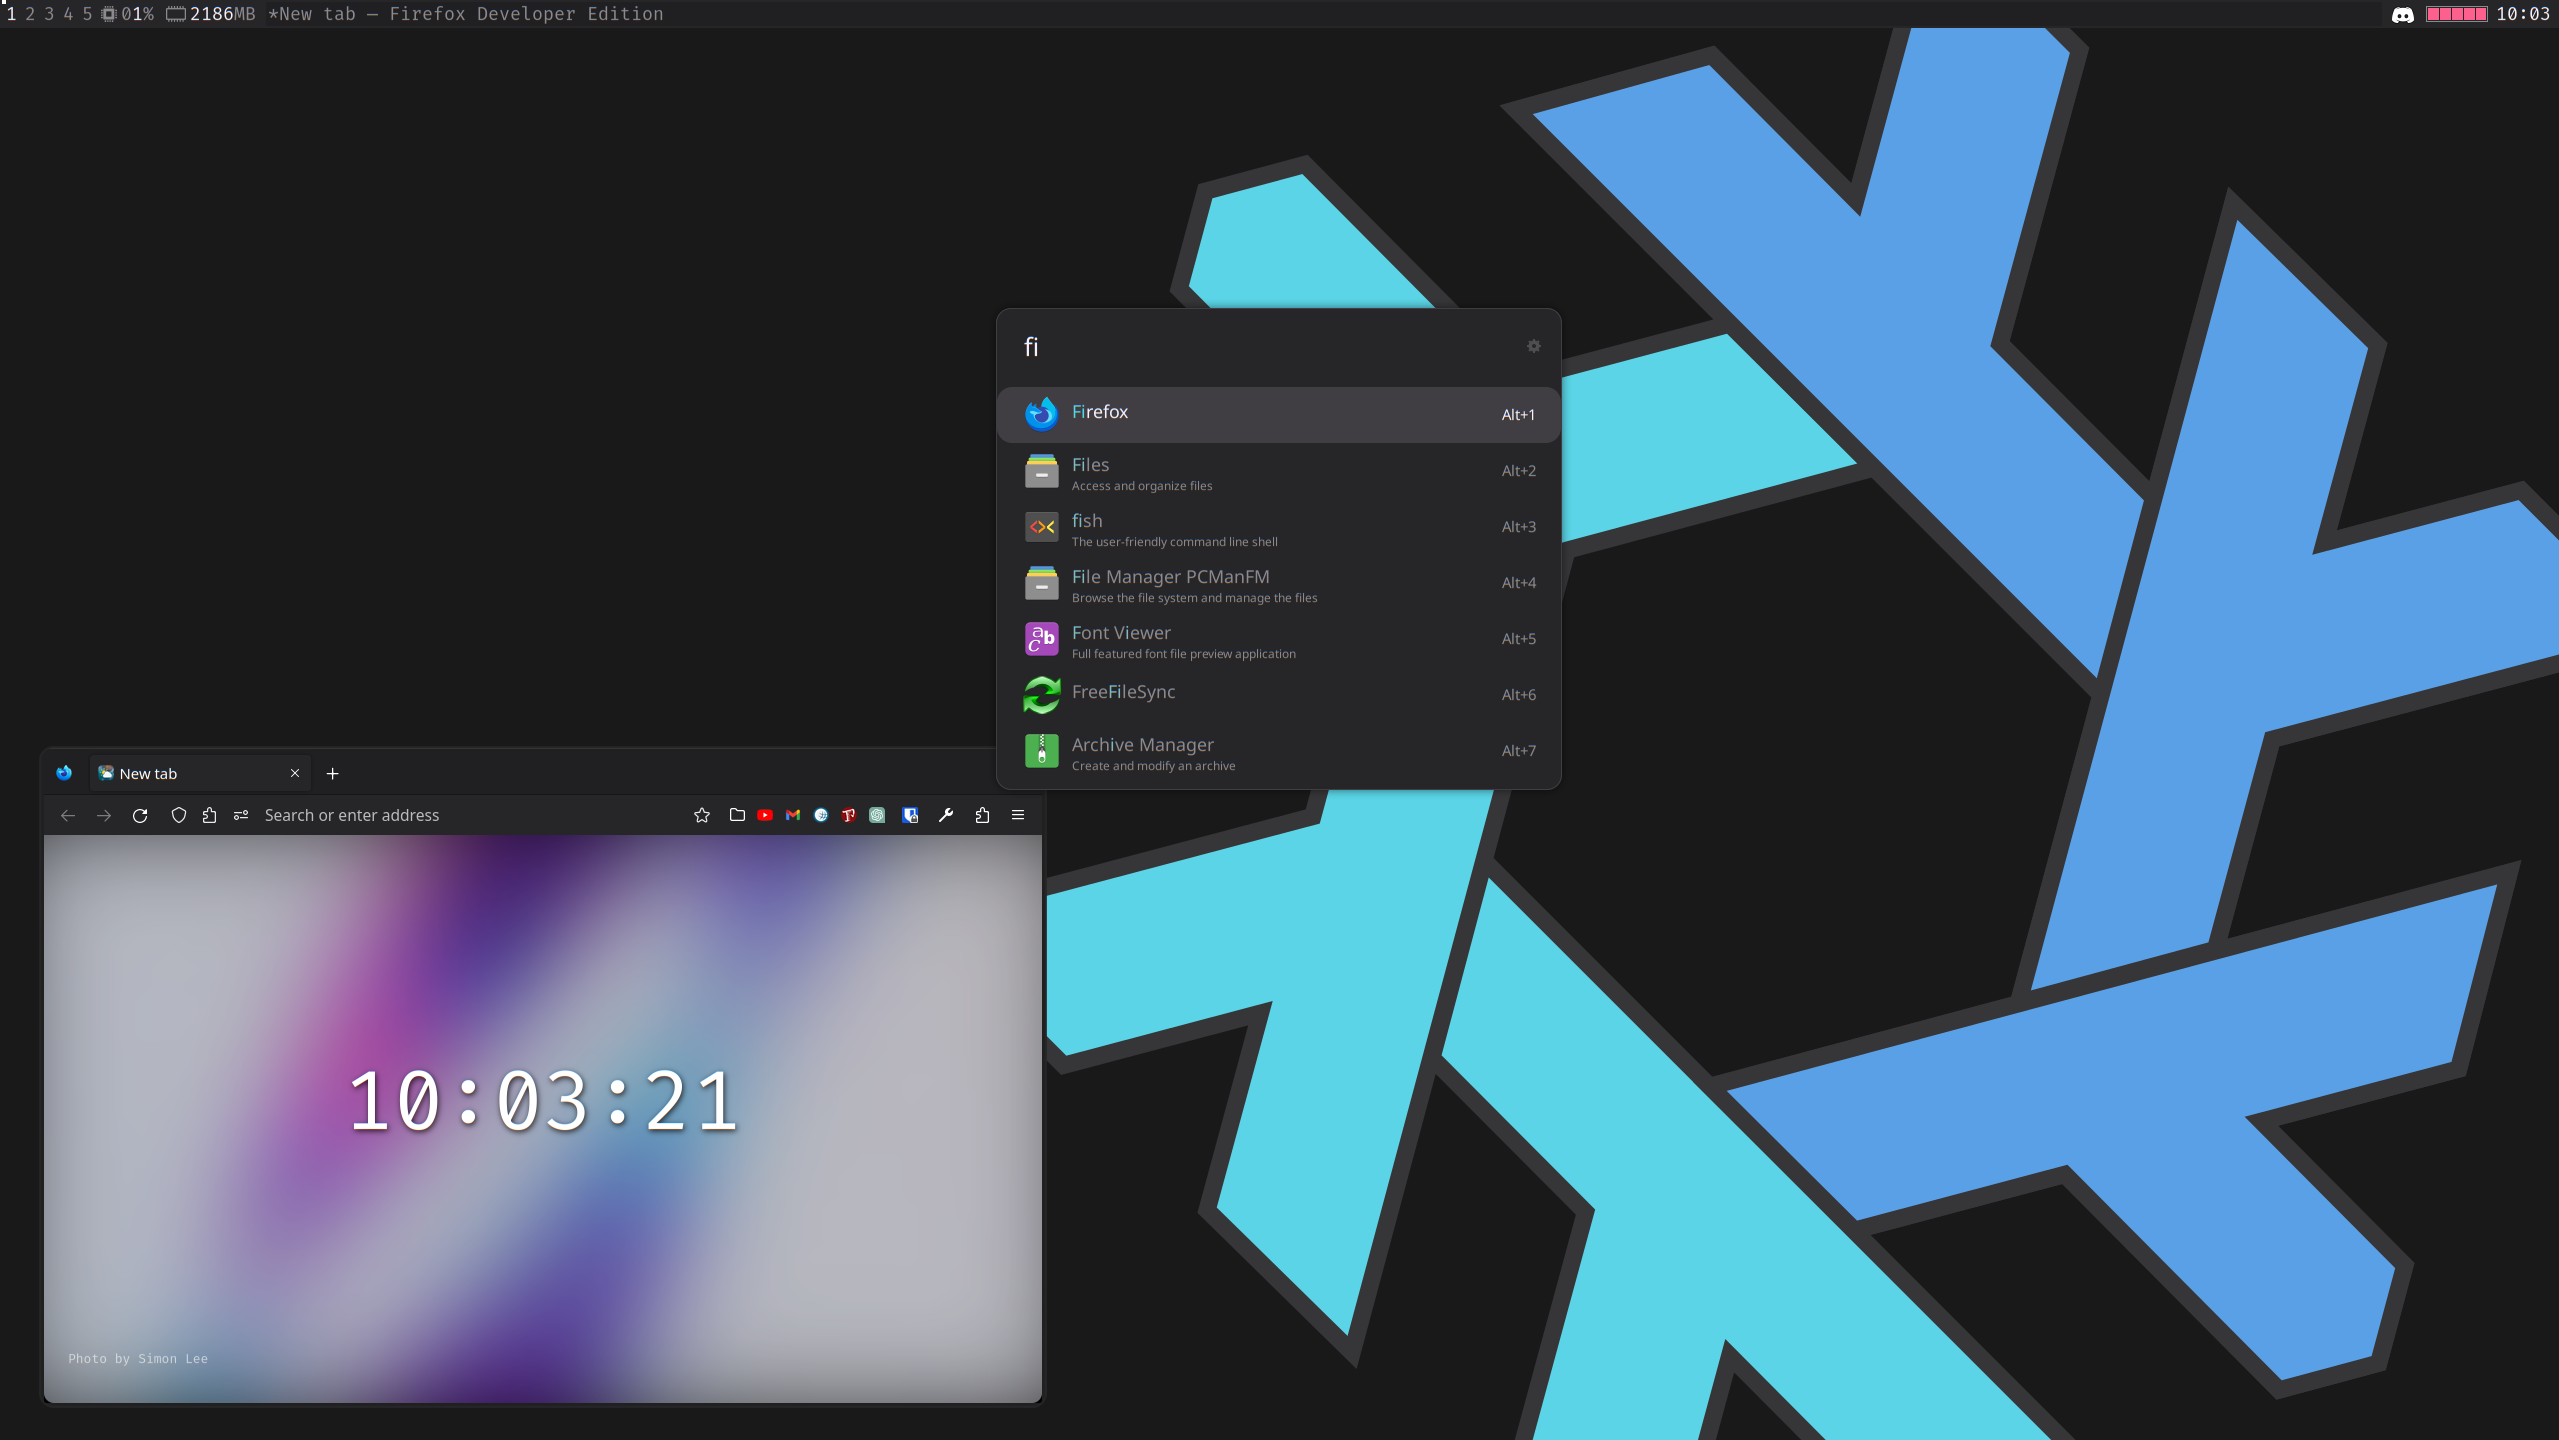 1 2 3 4 5 01% 2186MB *New tab — Firefox Developer Edition 10:03
fi
Firefox Alt+1
Files Alt+2
Access and organize files
fish Alt+3
The user-friendly command line shell
File Manager PCManFM Alt+4
Browse the file system and manage the files
Font Viewer Alt+5
Full featured font file preview application
FreeFileSync Alt+6
Archive Manager Alt+7
Create and modify an archive
New tab
Search or enter address
10:03:21
Photo by Simon Lee